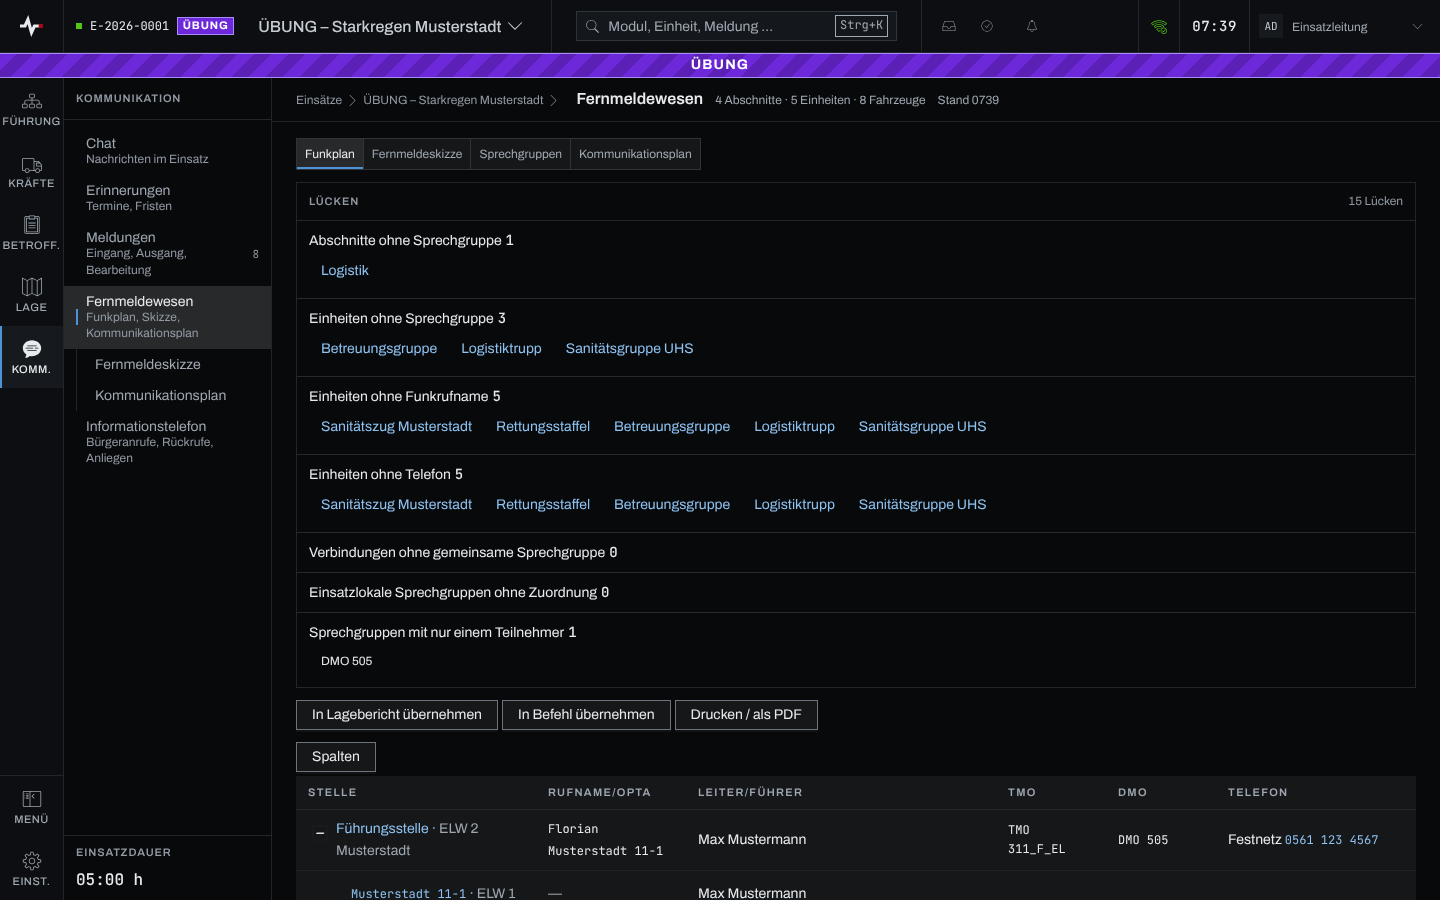 E-2026-0001 ÜBUNG ÜBUNG – Starkregen Musterstadt
Modul, Einheit, Meldung ... Strg+K
07:39 AD Einsatzleitung
ÜBUNG
FÜHRUNG
KRÄFTE
BETROFF.
LAGE
KOMM.
MENÜ
EINST.
KOMMUNIKATION
Chat
Nachrichten im Einsatz
Erinnerungen
Termine, Fristen
Meldungen
Eingang, Ausgang, 8
Bearbeitung
Fernmeldewesen
Funkplan, Skizze,
Kommunikationsplan
Fernmeldeskizze
Kommunikationsplan
Informationstelefon
Bürgeranrufe, Rückrufe,
Anliegen
EINSATZDAUER
05:00 h
Einsätze ÜBUNG – Starkregen Musterstadt Fernmeldewesen 4 Abschnitte · 5 Einheiten · 8 Fahrzeuge Stand 0739
Funkplan Fernmeldeskizze Sprechgruppen Kommunikationsplan
LÜCKEN 15 Lücken
Abschnitte ohne Sprechgruppe 1
Logistik
Einheiten ohne Sprechgruppe 3
Betreuungsgruppe Logistiktrupp Sanitätsgruppe UHS
Einheiten ohne Funkrufname 5
Sanitätszug Musterstadt Rettungsstaffel Betreuungsgruppe Logistiktrupp Sanitätsgruppe UHS
Einheiten ohne Telefon 5
Sanitätszug Musterstadt Rettungsstaffel Betreuungsgruppe Logistiktrupp Sanitätsgruppe UHS
Verbindungen ohne gemeinsame Sprechgruppe 0
Einsatzlokale Sprechgruppen ohne Zuordnung 0
Sprechgruppen mit nur einem Teilnehmer 1
DMO 505
In Lagebericht übernehmen In Befehl übernehmen Drucken / als PDF
Spalten
STELLE RUFNAME/OPTA LEITER/FÜHRER TMO DMO TELEFON
– Führungsstelle · ELW 2 Florian TMO
Musterstadt Musterstadt 11-1 Max Mustermann 311_F_EL DMO 505 Festnetz 0561 123 4567
Musterstadt 11-1 · ELW 1 — Max Mustermann